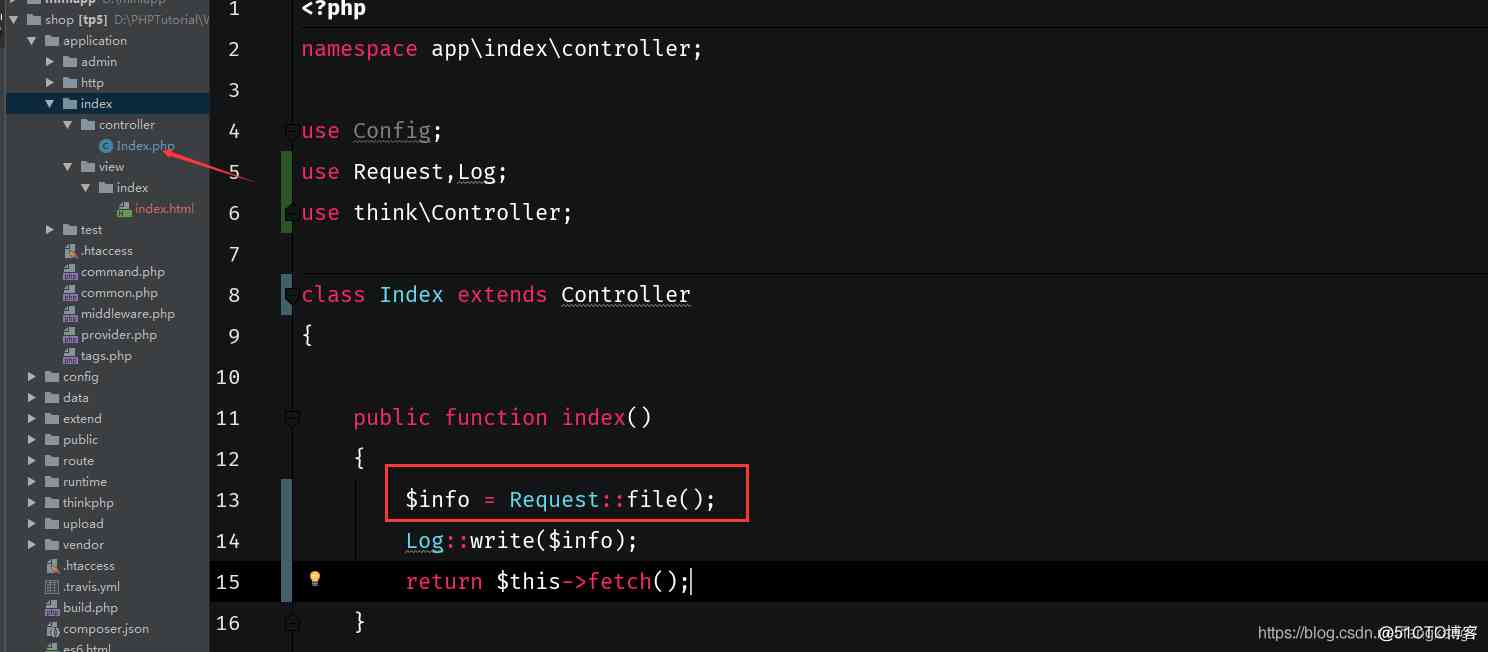 shop [tp5] D:\PHPTutorial\W
application
admin
http
index
controller
Index.php
view
index
index.html
test
.htaccess
command.php
common.php
middleware.php
provider.php
tags.php
config
data
extend
public
route
runtime
thinkphp
upload
vendor
.htaccess
.travis.yml
build.php
composer.json
es6.html
1 <?php
2 namespace app\index\controller;
3
4 use Config;
5 use Request,Log;
6 use think\Controller;
7
8 class Index extends Controller
9 {
10
11 public function index()
12 {
13 $info = Request::file();
14 Log::write($info);
15 return $this->fetch();
16 }
https://blog.csdn.n
@51CTO博客